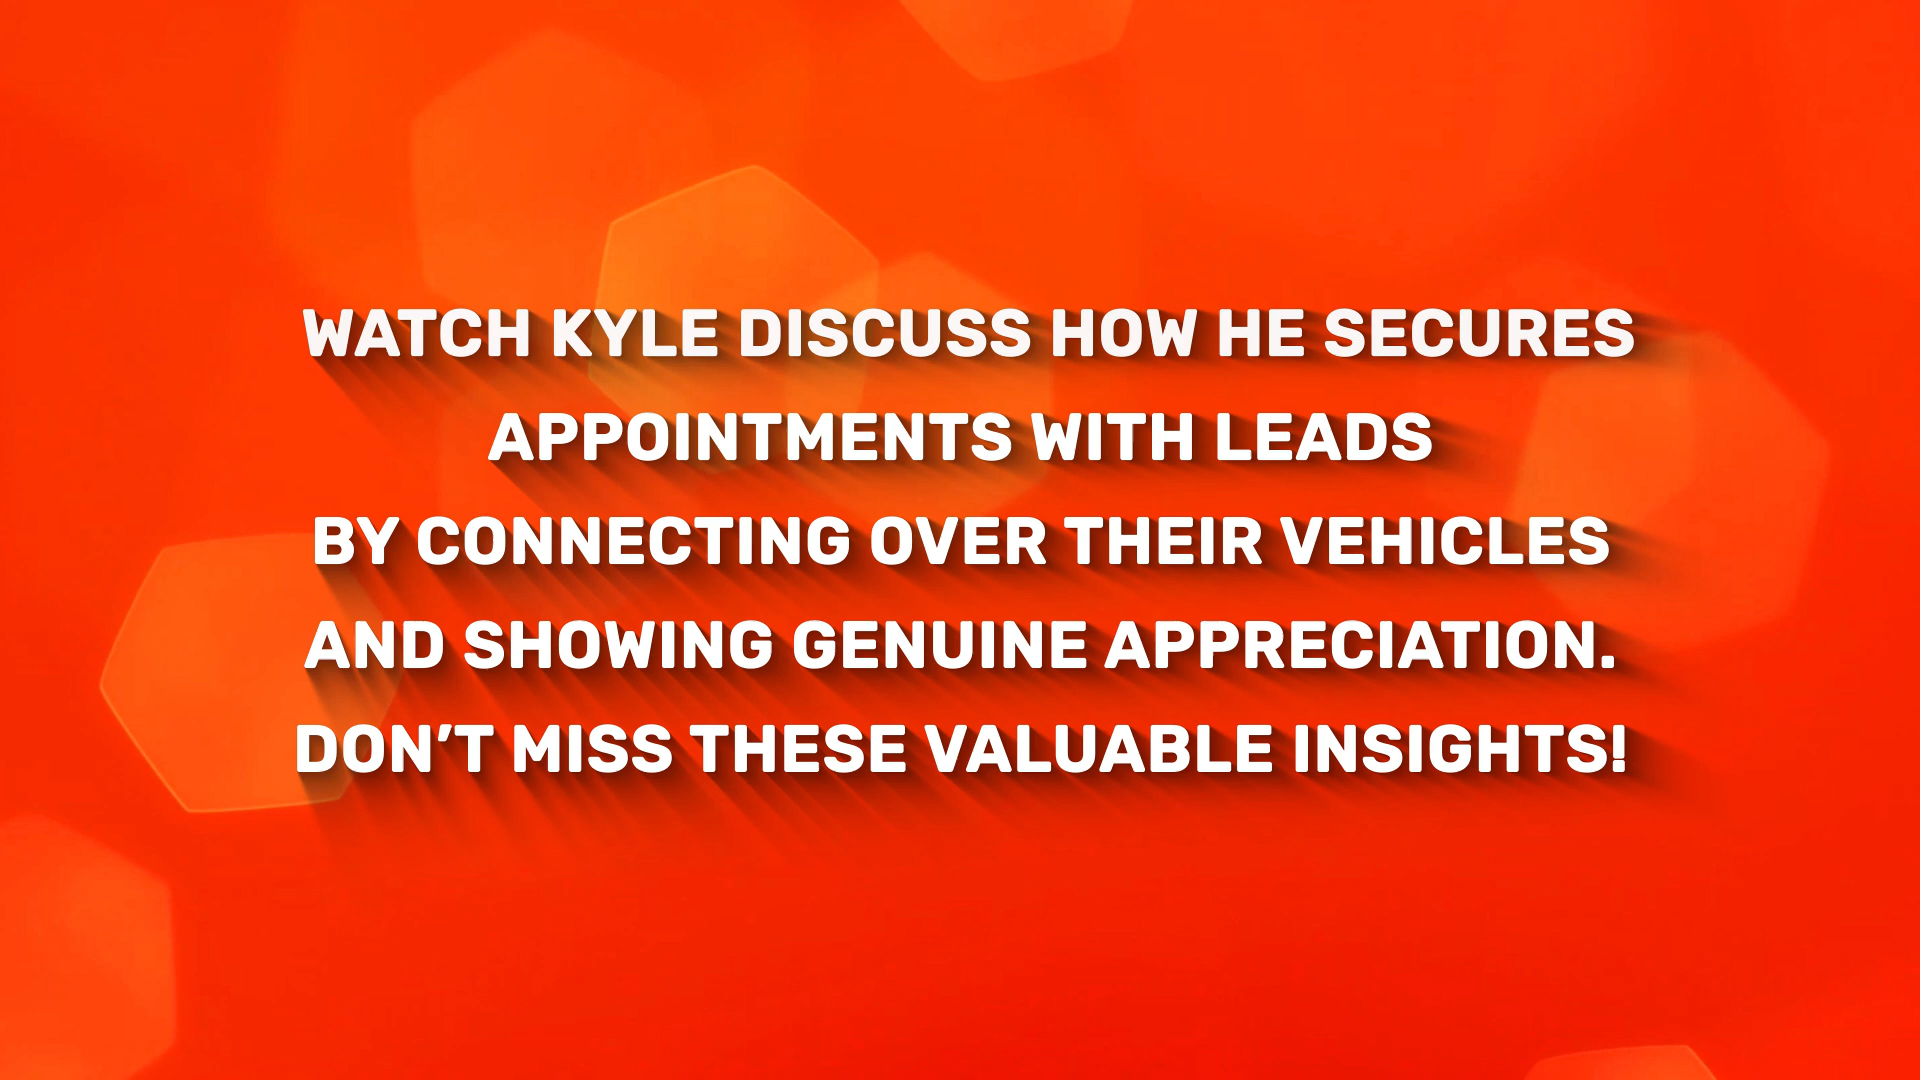 WATCH KYLE DISCUSS HOW HE SECURES
APPOINTMENTS WITH LEADS
BY CONNECTING OVER THEIR VEHICLES
AND SHOWING GENUINE APPRECIATION.
DON’T MISS THESE VALUABLE INSIGHTS!